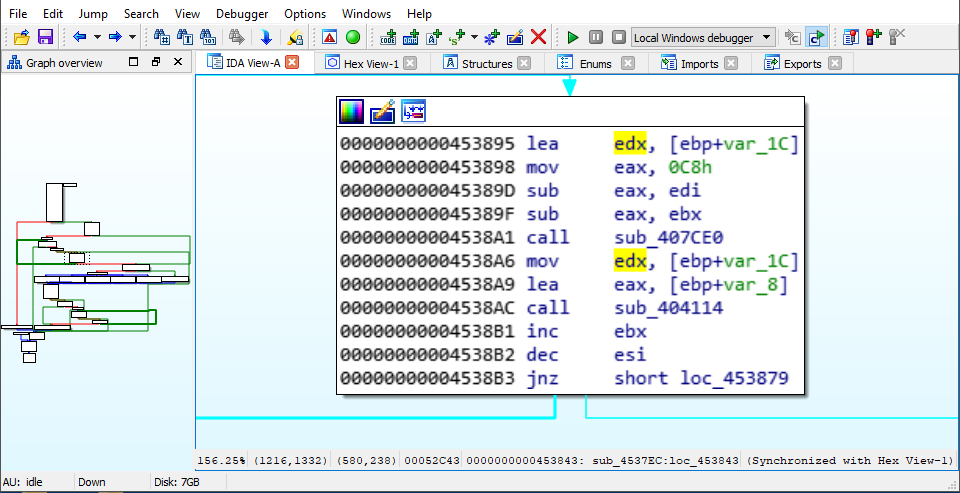 File Edit Jump Search View Debugger Options Windows Help
Local Windows debugger
Graph overview
IDA View-A Hex View-1 Structures Enums Imports Exports
0000000000453895 lea edx, [ebp+var_1C]
0000000000453898 mov eax, 0C8h
000000000045389D sub eax, edi
000000000045389F sub eax, ebx
00000000004538A1 call sub_407CE0
00000000004538A6 mov edx, [ebp+var_1C]
00000000004538A9 lea eax, [ebp+var_8]
00000000004538AC call sub_404114
00000000004538B1 inc ebx
00000000004538B2 dec esi
00000000004538B3 jnz short loc_453879
156.25% (1216,1332) (580,238) 00052C43 0000000000453843: sub_4537EC:loc_453843 (Synchronized with Hex View-1)
AU: idle Down Disk: 7GB